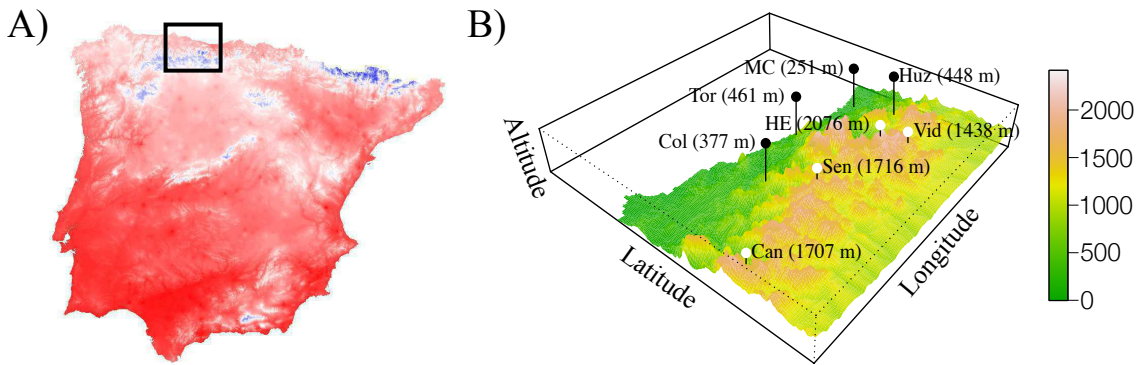 A)
B)
MC (251 m)
Huz (448 m)
Tor (461 m)
HE (2076 m)
Vid (1438 m)
Col (377 m)
Sen (1716 m)
Can (1707 m)
Altitude
Latitude
Longitude
2000
1500
1000
500
0